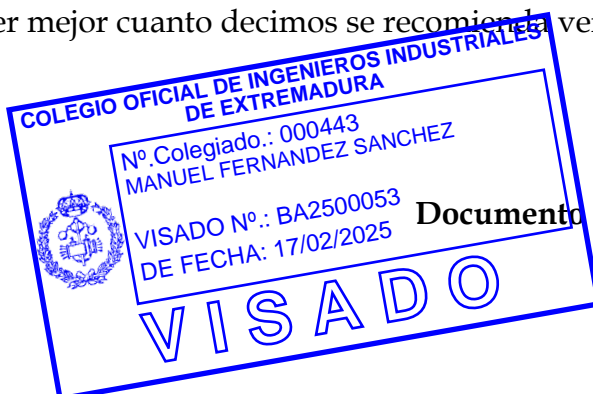 er mejor cuanto decimos se recomienda ver
COLEGIO OFICIAL DE INGENIEROS INDUSTRIALES
DE EXTREMADURA
Nº.Colegiado.: 000443
MANUEL FERNANDEZ SANCHEZ
VISADO Nº.: BA2500053
DE FECHA: 17/02/2025
Documento
VISADO